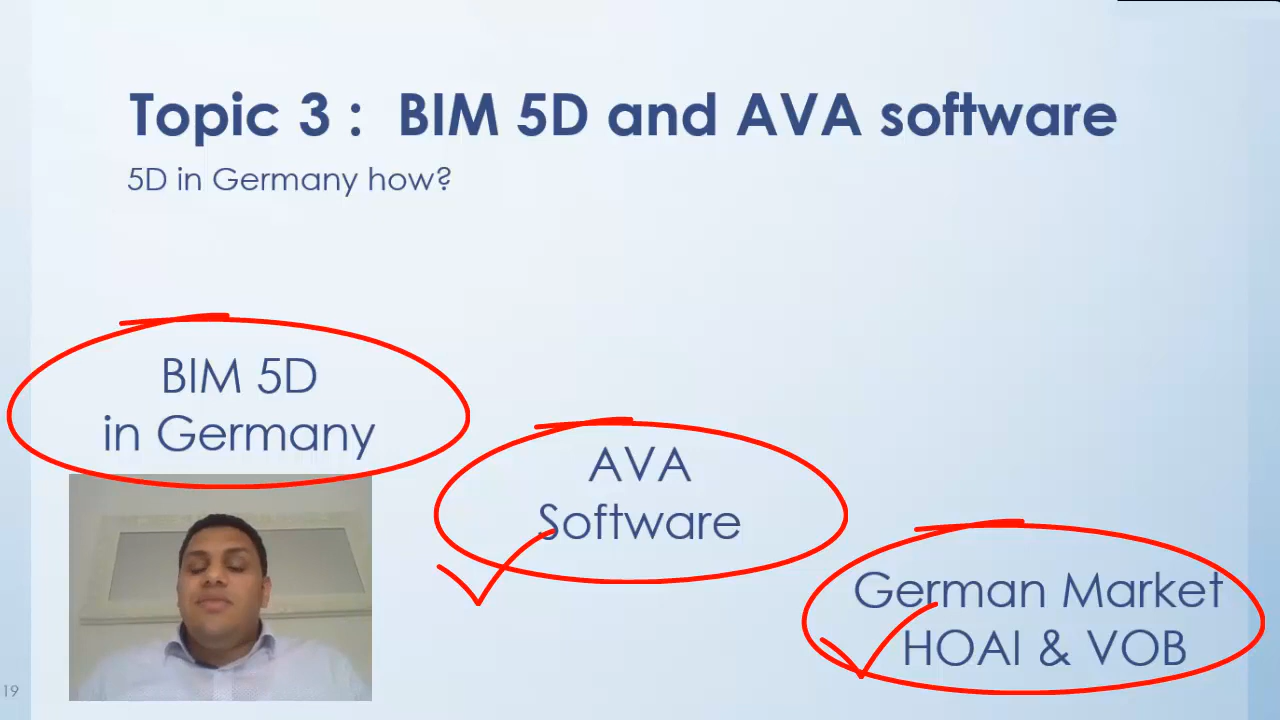 Topic 3 : BIM 5D and AVA software
5D in Germany how?
BIM 5D
in Germany
AVA
Software
German Market
HOAI & VOB
19